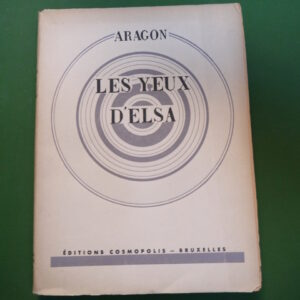 ARAGON
LES YEUX
D'ELSA
ÉDITIONS COSMOPOLIS — BRUXELLES